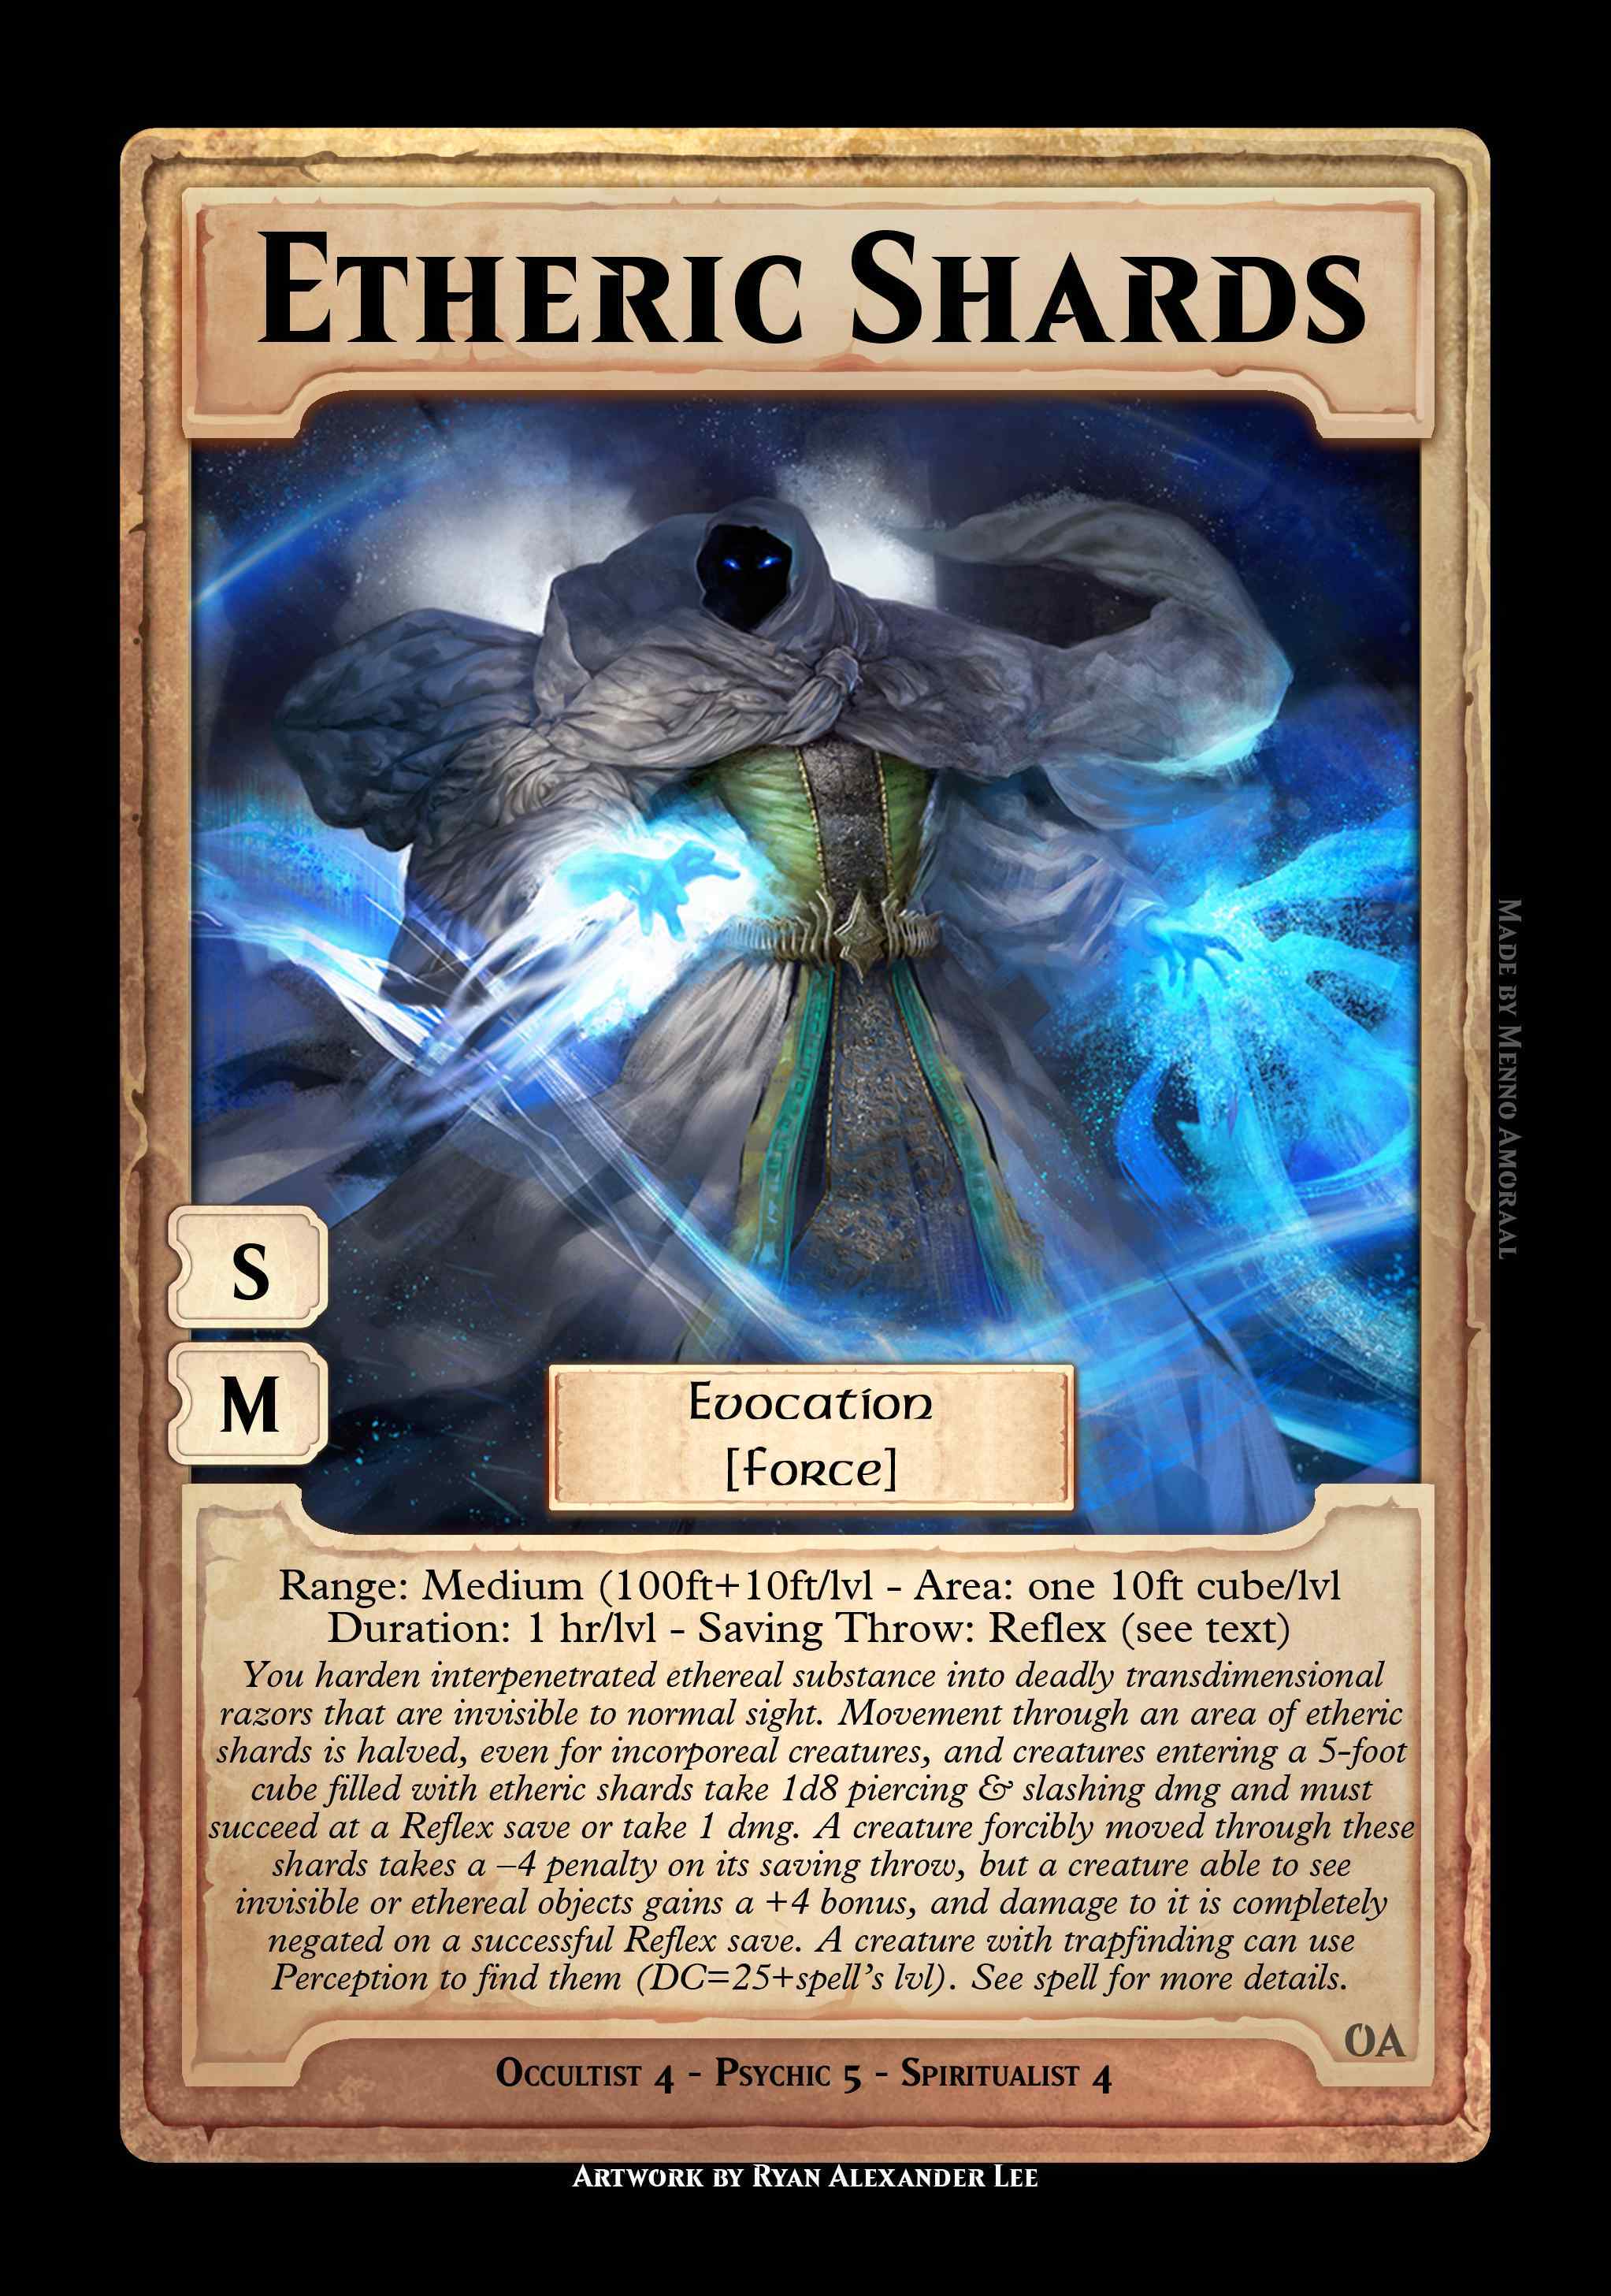 Etheric Shards
S
M
Evocation
[Force]
Range: Medium (100ft+10ft/lvl - Area: one 10ft cube/lvl
Duration: 1 hr/lvl - Saving Throw: Reflex (see text)
You harden interpenetrated ethereal substance into deadly transdimensional
razors that are invisible to normal sight. Movement through an area of etheric
shards is halved, even for incorporeal creatures, and creatures entering a 5-foot
cube filled with etheric shards take 1d8 piercing & slashing dmg and must
succeed at a Reflex save or take 1 dmg. A creature forcibly moved through these
shards takes a –4 penalty on its saving throw, but a creature able to see
invisible or ethereal objects gains a +4 bonus, and damage to it is completely
negated on a successful Reflex save. A creature with trapfinding can use
Perception to find them (DC=25+spell’s lvl). See spell for more details.
OA
Occultist 4 - Psychic 5 - Spiritualist 4
Artwork by Ryan Alexander Lee
Made by Menno Amoraal